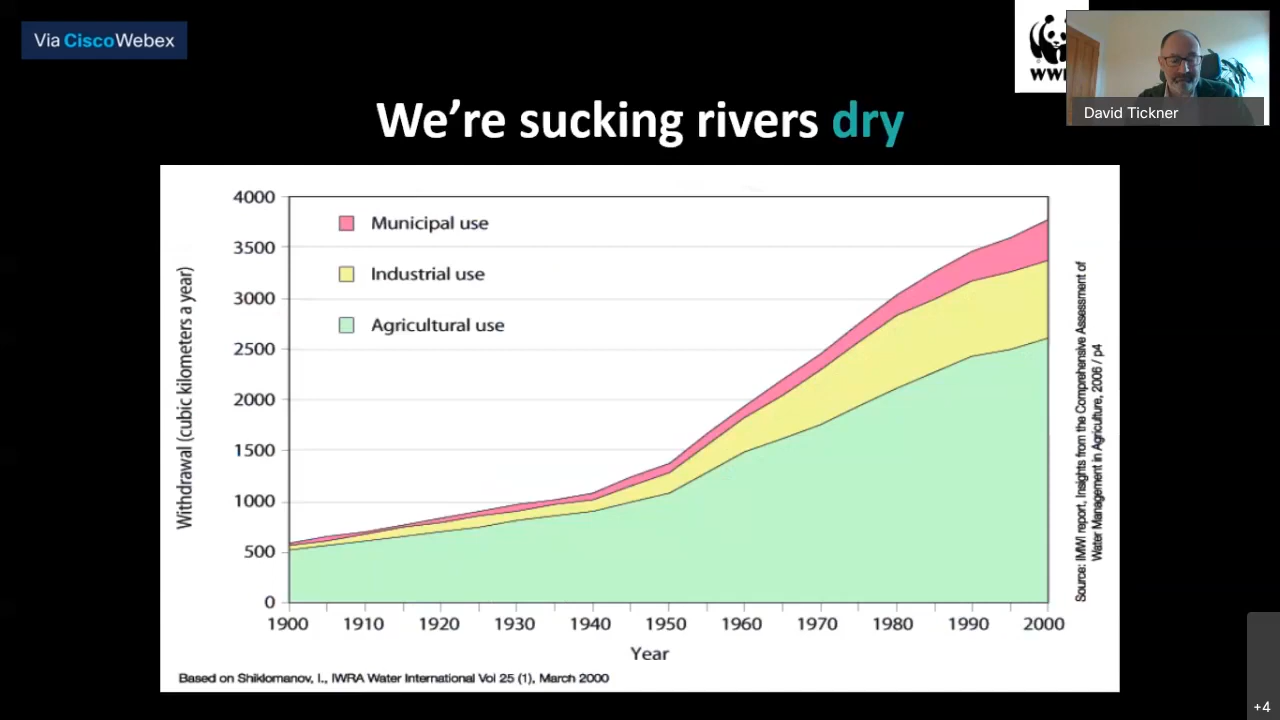 Via CiscoWebex
WWF
David Tickner
We're sucking rivers dry
4000
3500
3000
2500
2000
1500
1000
500
0
Withdrawal (cubic kilometers a year)
Municipal use
Industrial use
Agricultural use
1900 1910 1920 1930 1940 1950 1960 1970 1980 1990 2000
Year
Source: IMWI report, Insights from the Comprehensive Assessment of
Water Management in Agriculture, 2006 / p4
Based on Shiklomanov, I., IWRA Water International Vol 25 (1), March 2000
+4